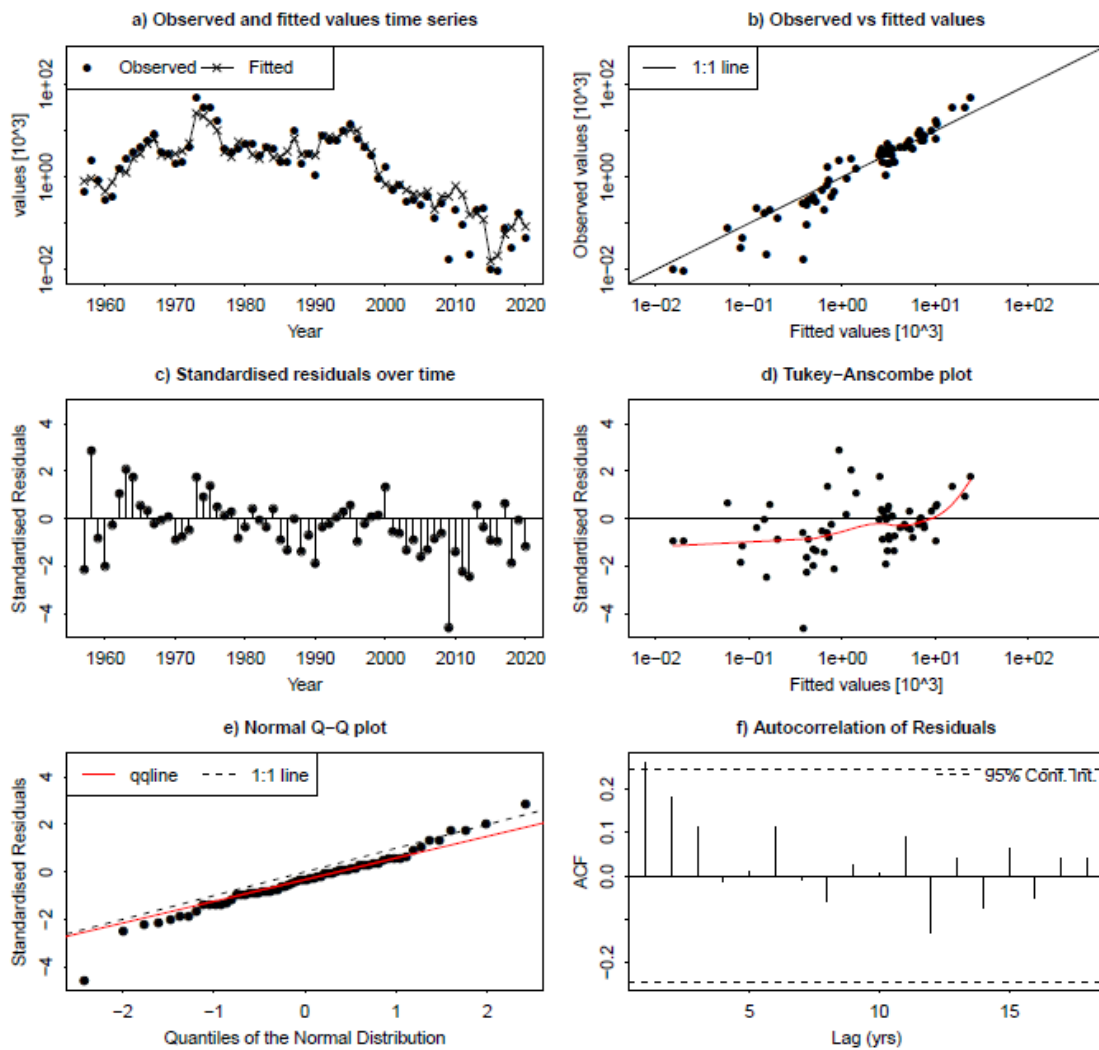 a) Observed and fitted values time series
Observed Fitted
values [10^3]
1e-02 1e+00 1e+02
1960 1970 1980 1990 2000 2010 2020
Year
b) Observed vs fitted values
1:1 line
Observed values [10^3]
1e-02 1e+00 1e+02
1e-02 1e-01 1e+00 1e+01 1e+02
Fitted values [10^3]
c) Standardised residuals over time
Standardised Residuals
-4 -2 0 2 4
1960 1970 1980 1990 2000 2010 2020
Year
d) Tukey-Anscombe plot
Standardised Residuals
-4 -2 0 2 4
1e-02 1e-01 1e+00 1e+01 1e+02
Fitted values [10^3]
e) Normal Q-Q plot
qqline 1:1 line
Standardised Residuals
-4 -2 0 2 4
-2 -1 0 1 2
Quantiles of the Normal Distribution
f) Autocorrelation of Residuals
95% Conf. Int.
ACF
-0.2 0.0 0.1 0.2
5 10 15
Lag (yrs)